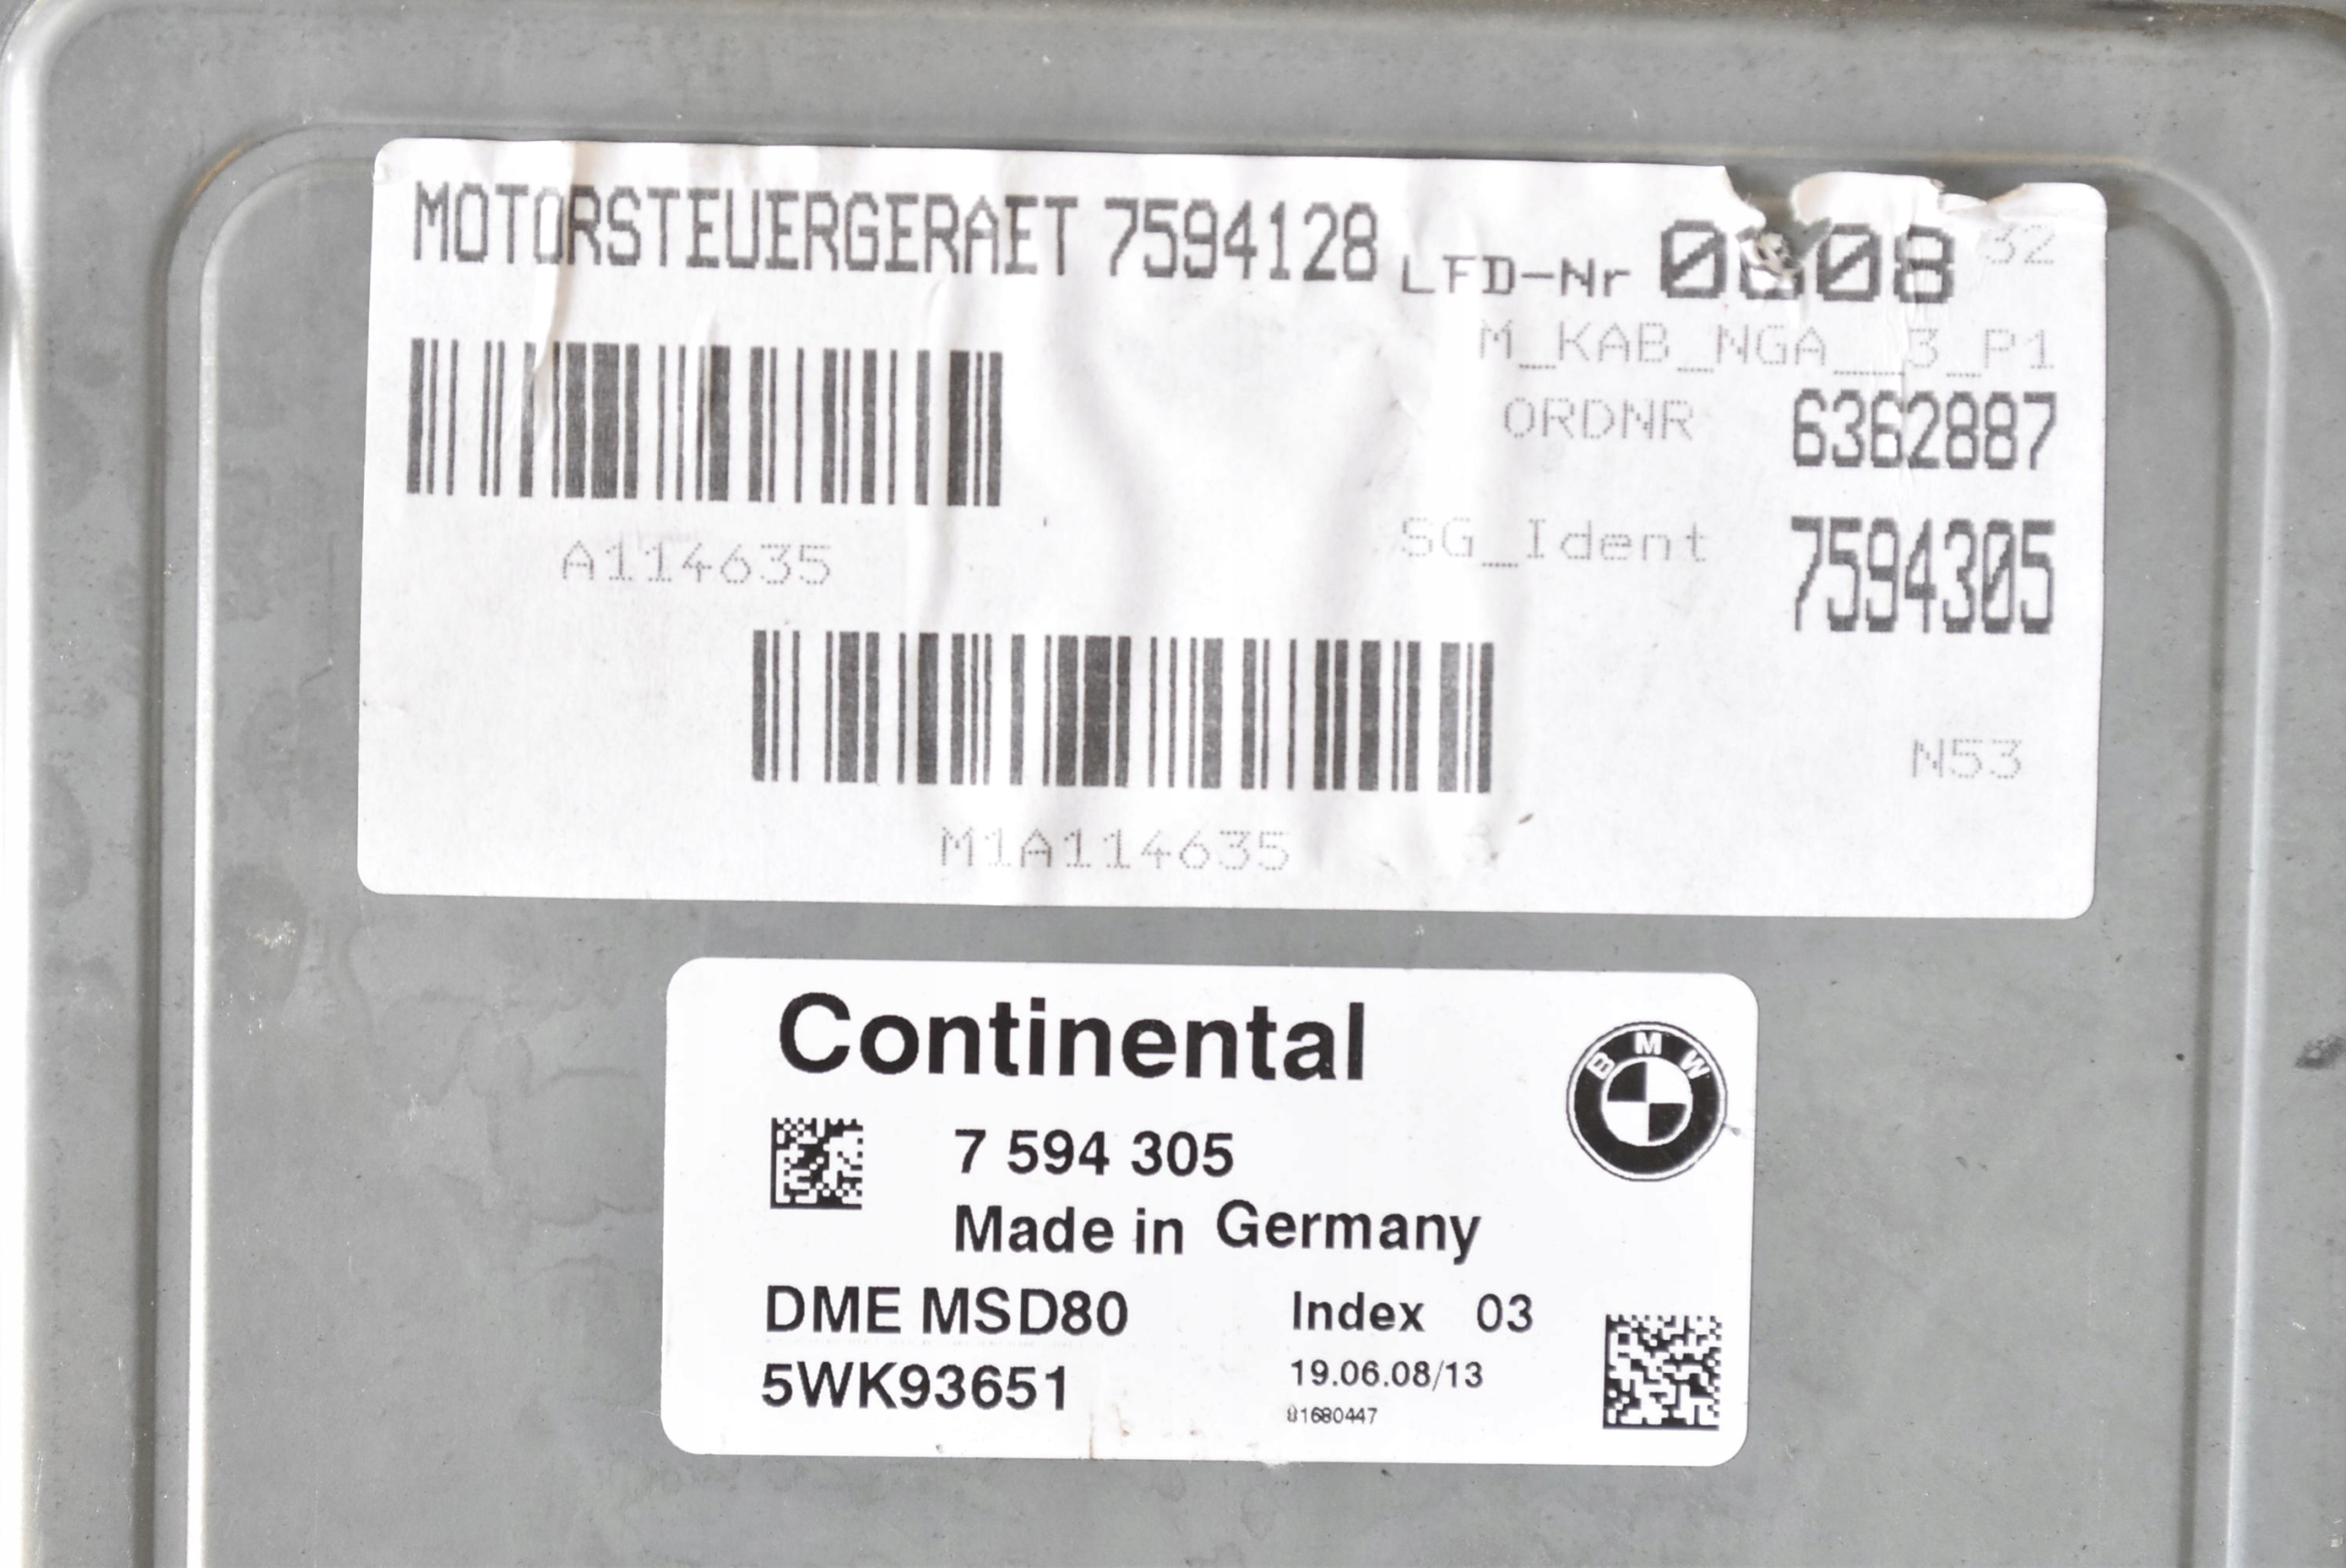 MOTORSTEUERGERAET 7594128 LFD-Nr 32
M_KAB_NGA__3_P1
ORDNR 6362887
A114635
SG_Ident 7594305
N53
M1A114635
Continental
BMW
7 594 305
Made in Germany
DME MSD80 Index 03
5WK93651 19.06.08/13
81680447